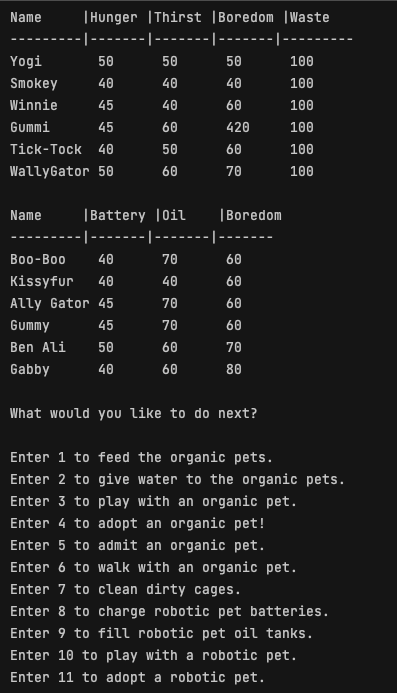 Name     |Hunger |Thirst |Boredom |Waste
---------|-------|-------|-------|---------
Yogi       50      50      50      100
Smokey     40      40      40      100
Winnie     45      40      60      100
Gummi      45      60      420     100
Tick-Tock  40      50      60      100
WallyGator 50      60      70      100
Name     |Battery |Oil    |Boredom
---------|-------|-------|-------
Boo-Boo    40      70      60
Kissyfur   40      40      60
Ally Gator 45      70      60
Gummy      45      70      60
Ben Ali    50      60      70
Gabby      40      60      80
What would you like to do next?
Enter 1 to feed the organic pets.
Enter 2 to give water to the organic pets.
Enter 3 to play with an organic pet.
Enter 4 to adopt an organic pet!
Enter 5 to admit an organic pet.
Enter 6 to walk with an organic pet.
Enter 7 to clean dirty cages.
Enter 8 to charge robotic pet batteries.
Enter 9 to fill robotic pet oil tanks.
Enter 10 to play with a robotic pet.
Enter 11 to adopt a robotic pet.